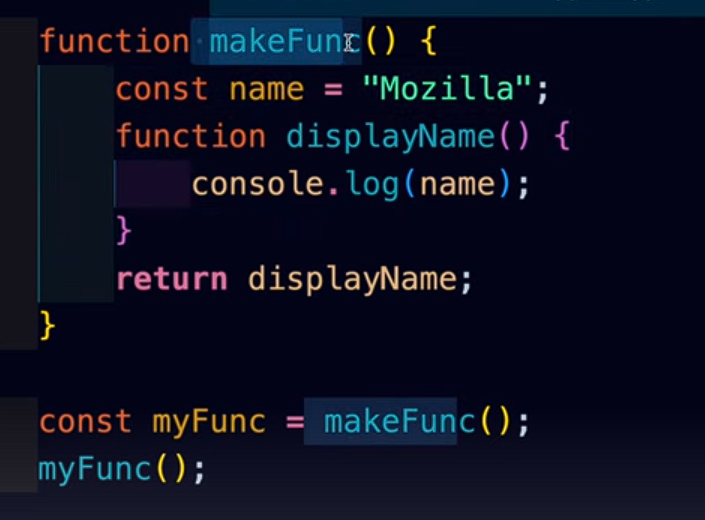 function makeFunc() {
    const name = "Mozilla";
    function displayName() {
        console.log(name);
    }
    return displayName;
}

const myFunc = makeFunc();
myFunc();